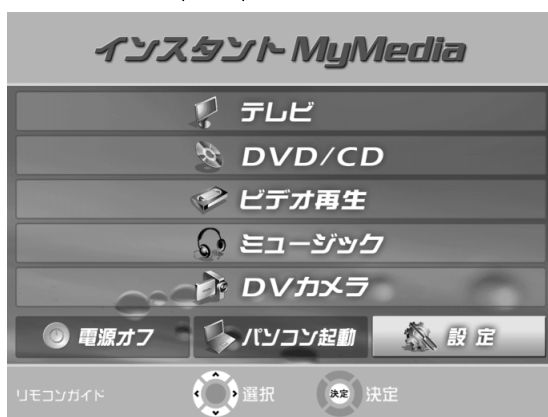 インスタントMyMedia
テレビ
DVD/CD
ビデオ再生
ミュージック
DVカメラ
電源オフ パソコン起動 設定
リモコンガイド 選択 決定 決定